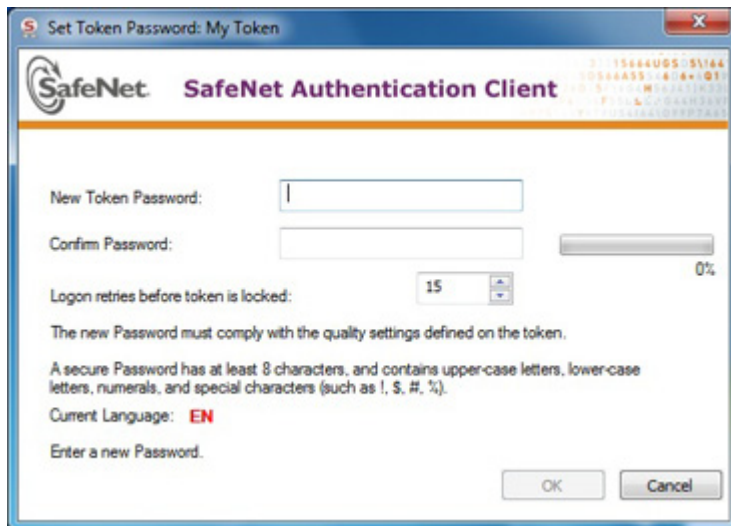 Set Token Password: My Token
SafeNet.
SafeNet Authentication Client
New Token Password:
Confirm Password:
0%
Logon retries before token is locked:
15
The new Password must comply with the quality settings defined on the token.
A secure Password has at least 8 characters, and contains upper-case letters, lower-case
letters, numerals, and special characters (such as !, $, #, %).
Current Language: EN
Enter a new Password.
OK
Cancel